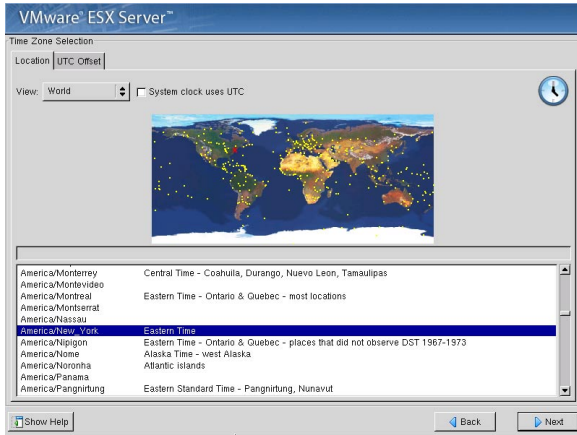 VMware® ESX Server™
Time Zone Selection
Location UTC Offset
View: World System clock uses UTC
America/Monterrey Central Time - Coahuila, Durango, Nuevo Leon, Tamaulipas
America/Montevideo
America/Montreal Eastern Time - Ontario & Quebec - most locations
America/Montserrat
America/Nassau
America/New_York Eastern Time
America/Nipigon Eastern Time - Ontario & Quebec - places that did not observe DST 1967-1973
America/Nome Alaska Time - west Alaska
America/Noronha Atlantic islands
America/Panama
America/Pangnirtung Eastern Standard Time - Pangnirtung, Nunavut
Show Help Back Next